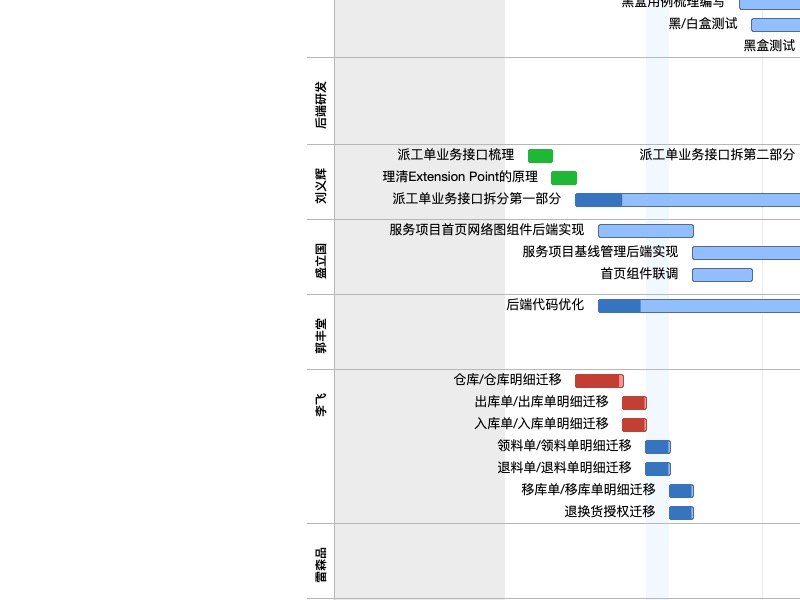 黑盒用例梳理编写
黑/白盒测试
黑盒测试
后端研发
刘义辉
派工单业务接口梳理
派工单业务接口拆第二部分
理清Extension Point的原理
派工单业务接口拆分第一部分
盛立国
服务项目首页网络图组件后端实现
服务项目基线管理后端实现
首页组件联调
郭丰堂
后端代码优化
李飞
仓库/仓库明细迁移
出库单/出库单明细迁移
入库单/入库单明细迁移
领料单/领料单明细迁移
退料单/退料单明细迁移
移库单/移库单明细迁移
退换货授权迁移
雷森品